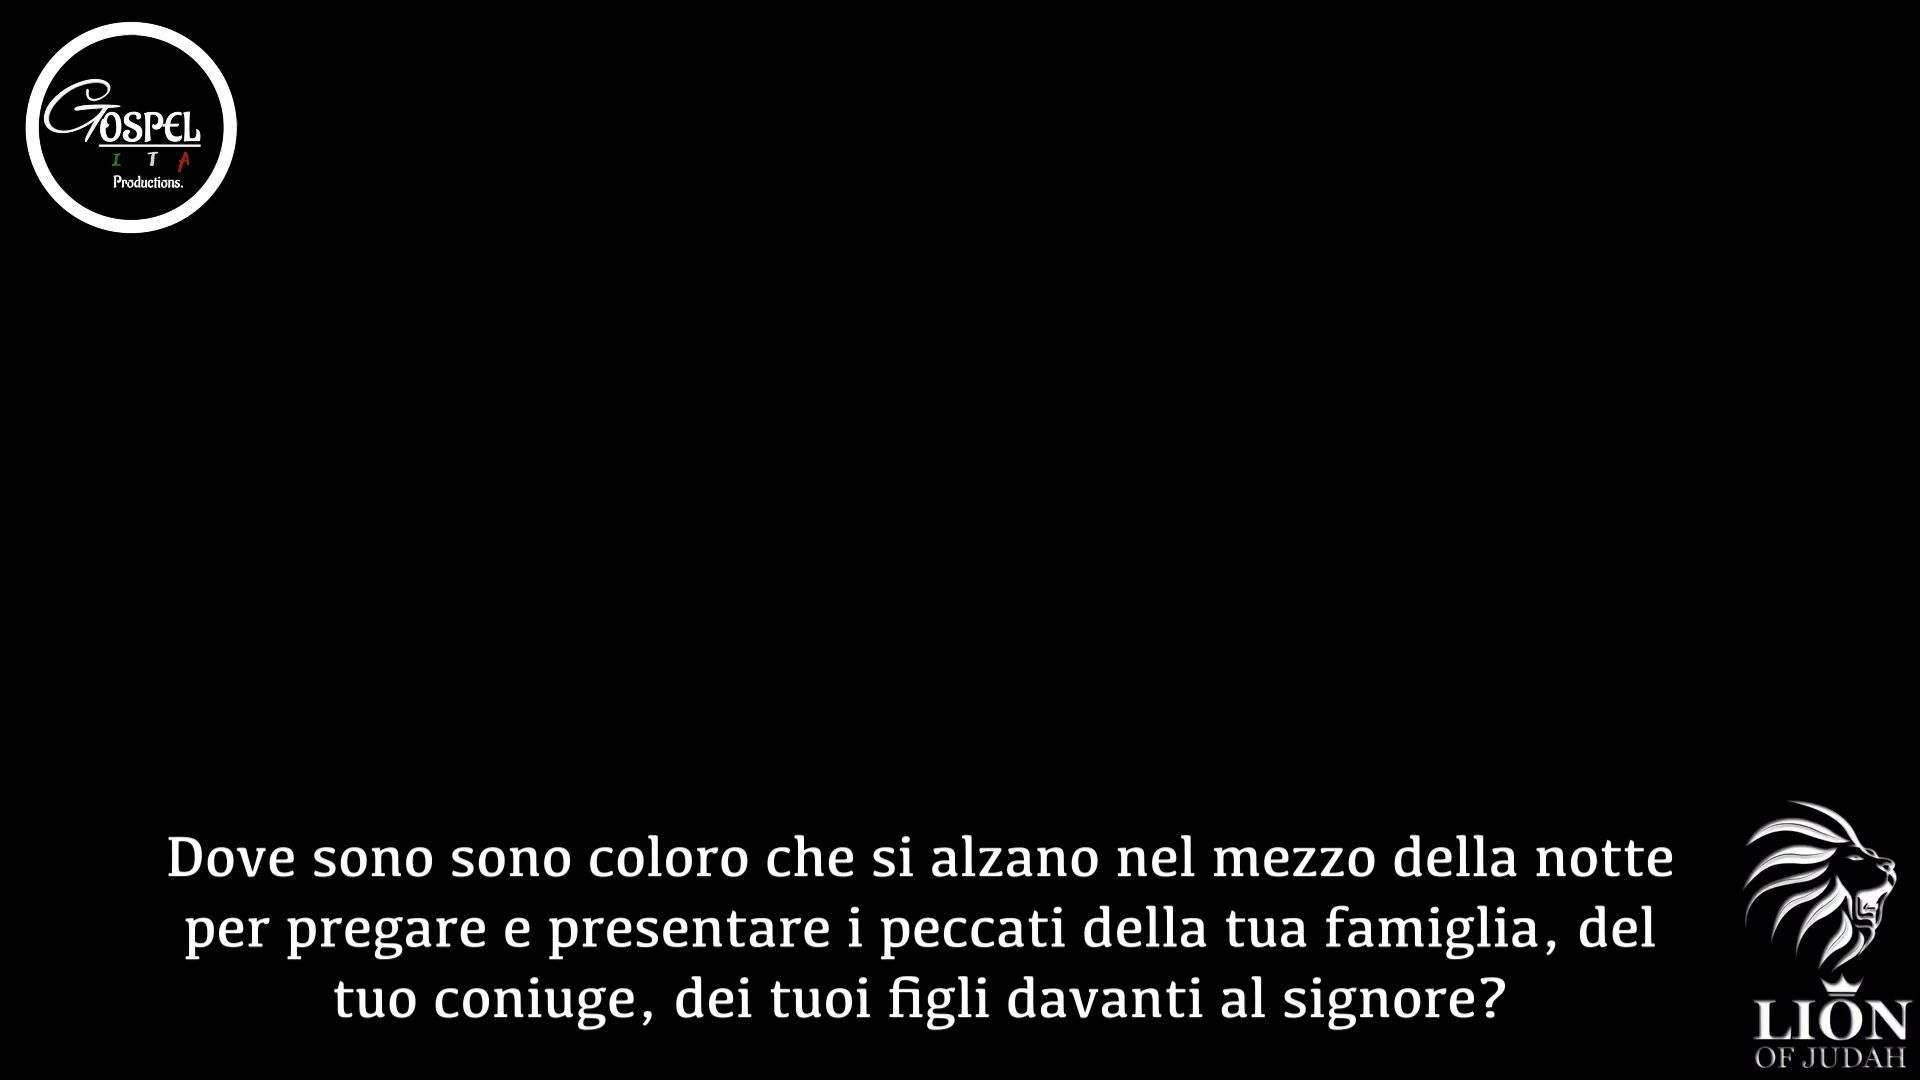 GOSPEL
I T A
Productions.
Dove sono sono coloro che si alzano nel mezzo della notte
per pregare e presentare i peccati della tua famiglia, del
tuo coniuge, dei tuoi figli davanti al signore?
LION
OF JUDAH